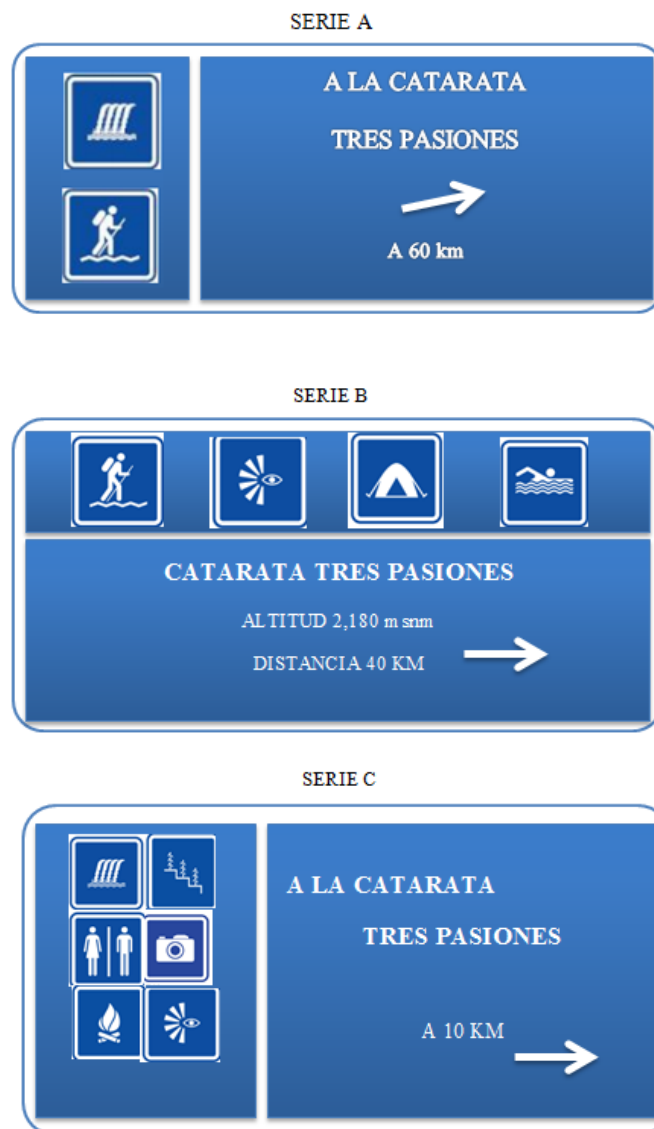 SERIE A
A LA CATARATA
TRES PASIONES
A 60 km
SERIE B
CATARATA TRES PASIONES
ALTITUD 2,180 m snm
DISTANCIA 40 KM
SERIE C
A LA CATARATA
TRES PASIONES
A 10 KM